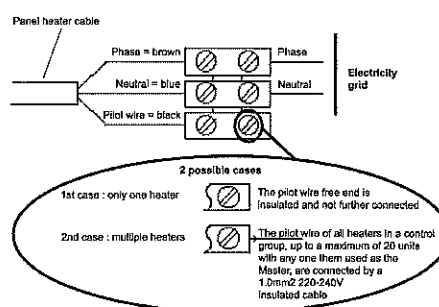 Panel heater cable
Phase = brown
Phase
Neutral = blue
Neutral
Pilot wire = black
Electricity
grid
2 possible cases
1st case : only one heater
The pilot wire free end is
insulated and not further connected
2nd case : multiple heaters
The pilot wire of all heaters in a control
group, up to a maximum of 20 units
with any one them used as the
Master, are connected by a
1.0mm2 220-240V
Insulated cable